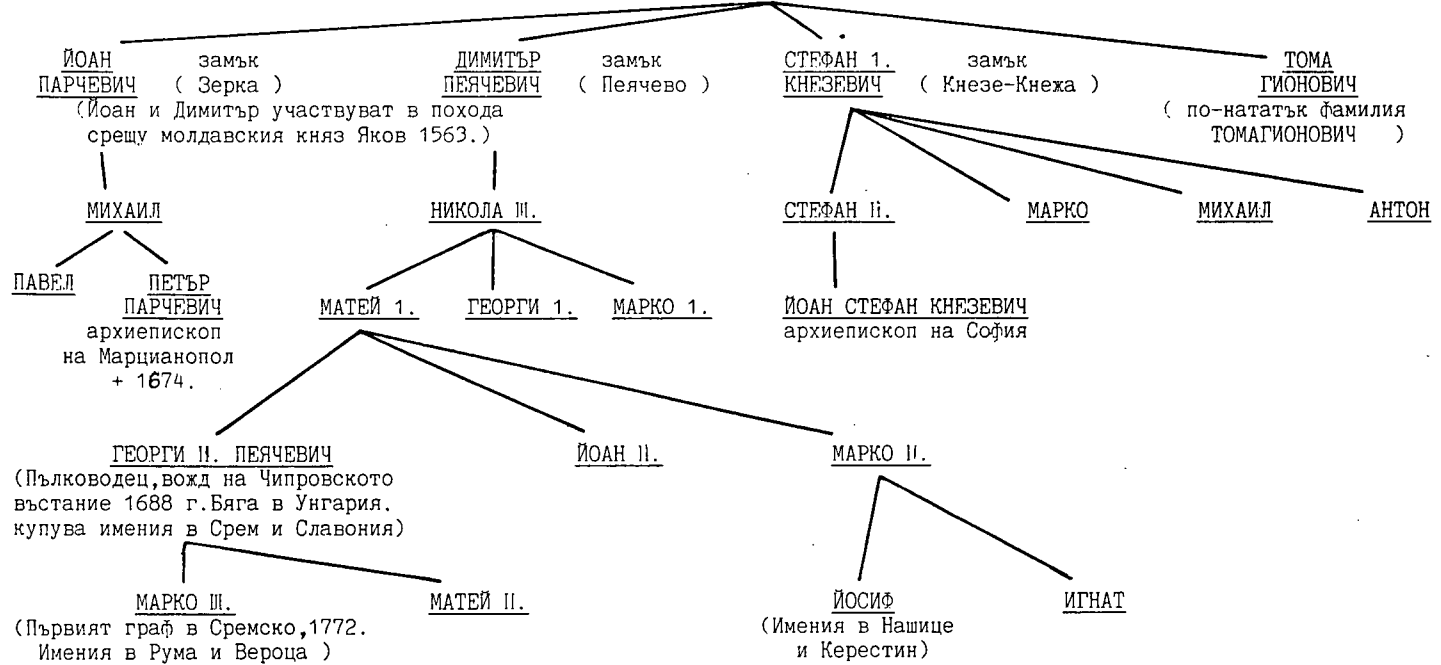 ЙОАН замък ДИМИТЪР замък СТЕФАН 1. замък ТОМА
ПАРЧЕВИЧ ( Зерка ) ПЕЯЧЕВИЧ ( Пеячево ) КНЕЗЕВИЧ ( Кнезе-Кнежа ) ГИОНОВИЧ
(Йоан и Димитър участвуват в похода ( по-нататък фамилия
срещу молдавския княз Яков 1563.) ТОМАГИОНОВИЧ )
МИХАИЛ НИКОЛА III. СТЕФАН II. МАРКО МИХАИЛ АНТОН
ПАВЕЛ ПЕТЪР
ПАРЧЕВИЧ МАТЕЙ 1. ГЕОРГИ 1. МАРКО 1. ЙОАН СТЕФАН КНЕЗЕВИЧ
архиепископ архиепископ на София
на Марцианопол
+ 1674.
ГЕОРГИ II. ПЕЯЧЕВИЧ ЙОАН II. МАРКО II.
(Пълководец,вожд на Чипровското
въстание 1688 г.Бяга в Унгария.
купува имения в Срем и Славония)
МАРКО III. МАТЕЙ II. ЙОСИФ ИГНАТ
(Първият граф в Сремско,1772. (Имения в Нашице
Имения в Рума и Вероца ) и Керестин)